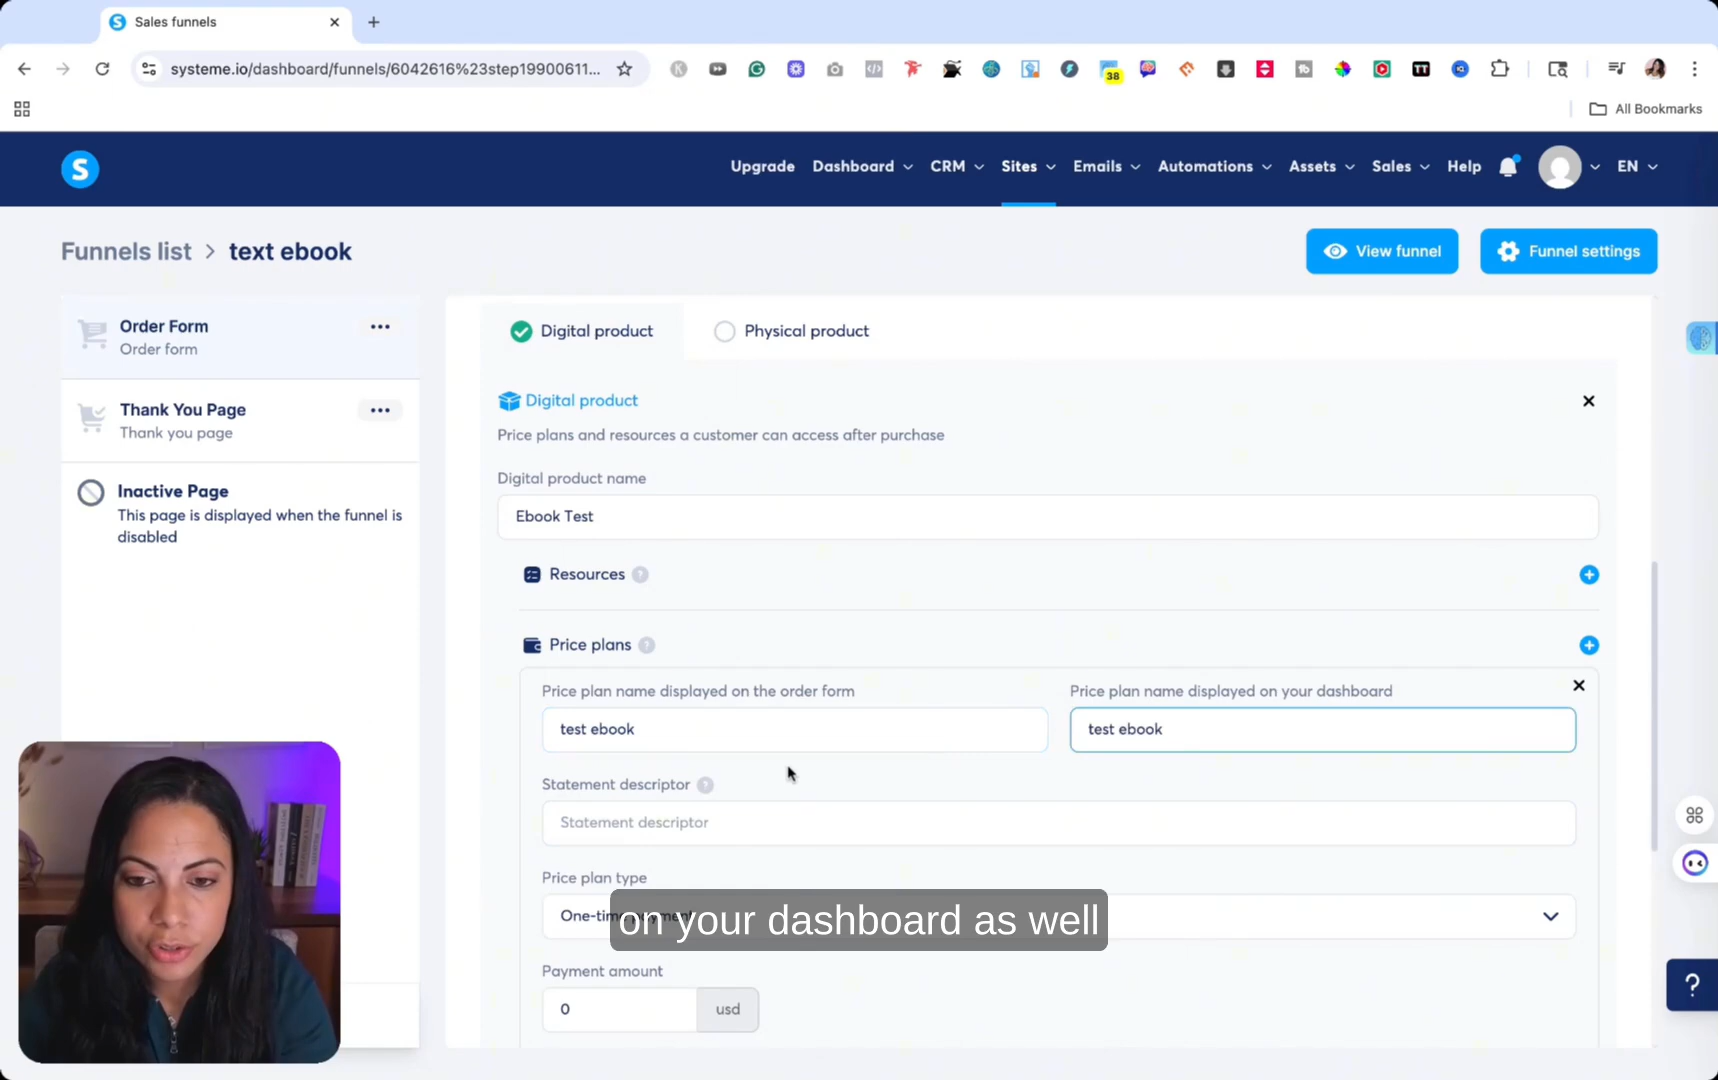 Sales funnels
systeme.io/dashboard/funnels/6042616%23step19900611...
38
TT
All Bookmarks
S
Upgrade Dashboard CRM Sites Emails Automations Assets Sales Help EN
Funnels list > text ebook
View funnel
Funnel settings
Order Form
Order form
Thank You Page
Thank you page
Inactive Page
This page is displayed when the funnel is
disabled
Digital product
Physical product
Digital product
Price plans and resources a customer can access after purchase
Digital product name
Ebook Test
Resources ?
Price plans ?
Price plan name displayed on the order form
Price plan name displayed on your dashboard
test ebook
test ebook
Statement descriptor ?
Statement descriptor
Price plan type
One-time payment
on your dashboard as well
Payment amount
0
usd
?